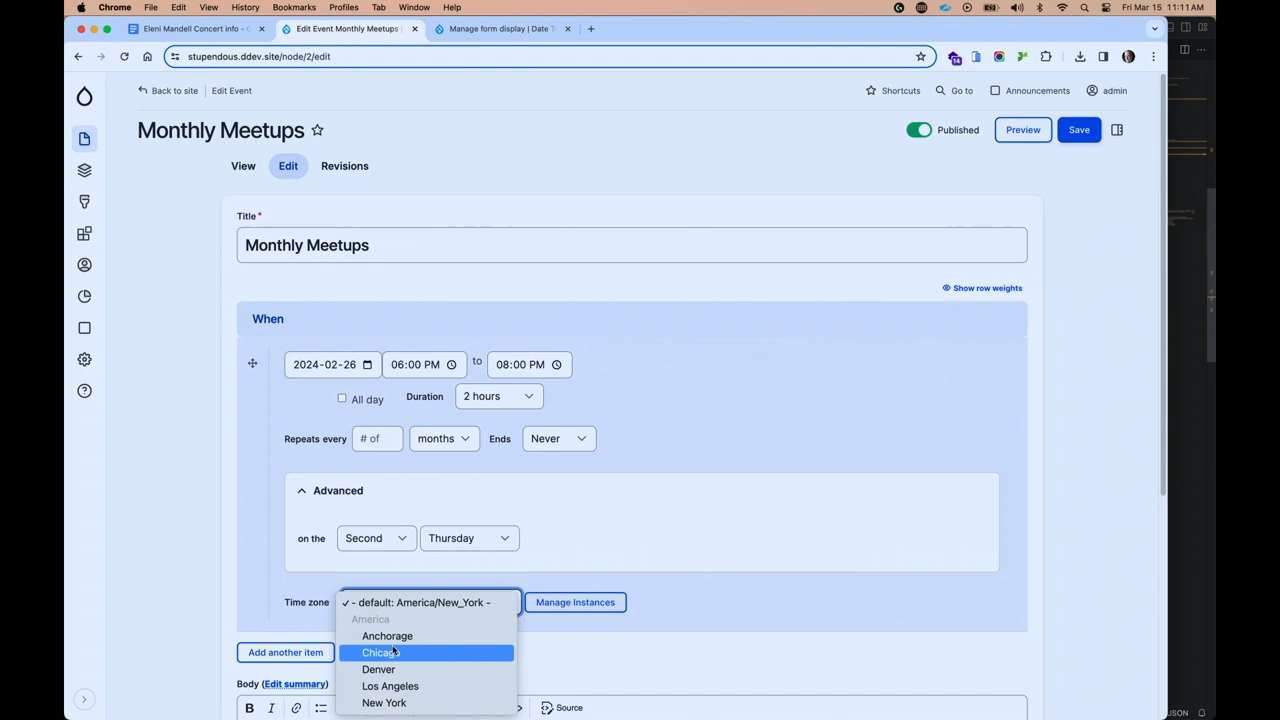 Chrome File Edit View History Bookmarks Profiles Tab Window Help Fri Mar 15 11:11 AM
Eleni Mandell Concert info - G
Edit Event Monthly Meetups
Manage form display | Date T
stupendous.ddev.site/node/2/edit
14
Back to site Edit Event Shortcuts Go to Announcements admin
Monthly Meetups Published Preview Save
View Edit Revisions
Title*
Monthly Meetups
Show row weights
When
2024-02-26 06:00 PM to 08:00 PM
All day Duration 2 hours
Repeats every # of months Ends Never
Advanced
on the Second Thursday
Time zone ✓ - default: America/New_York - Manage Instances
America
Anchorage
Add another item Chicago
Denver
Body (Edit summary) Los Angeles
B I New York Source
JSON